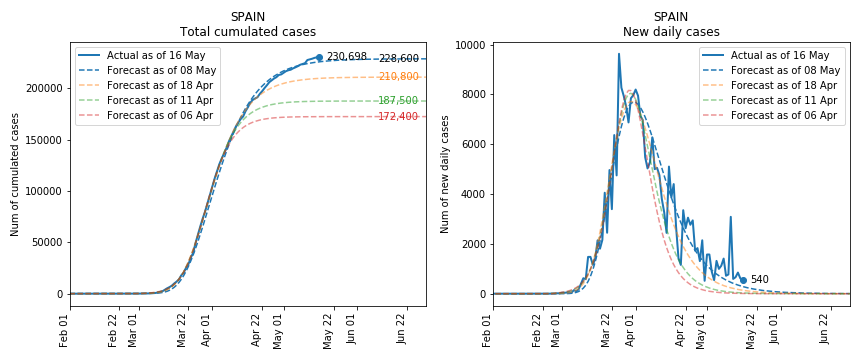 SPAIN
Total cumulated cases
Num of cumulated cases
200000
150000
100000
50000
0
Actual as of 16 May
Forecast as of 08 May
Forecast as of 18 Apr
Forecast as of 11 Apr
Forecast as of 06 Apr
230,698
228,600
210,800
187,500
172,400
Feb 01
Feb 22
Mar 01
Mar 22
Apr 01
Apr 22
May 01
May 22
Jun 01
Jun 22
SPAIN
New daily cases
Num of new daily cases
10000
8000
6000
4000
2000
0
Actual as of 16 May
Forecast as of 08 May
Forecast as of 18 Apr
Forecast as of 11 Apr
Forecast as of 06 Apr
540
Feb 01
Feb 22
Mar 01
Mar 22
Apr 01
Apr 22
May 01
May 22
Jun 01
Jun 22